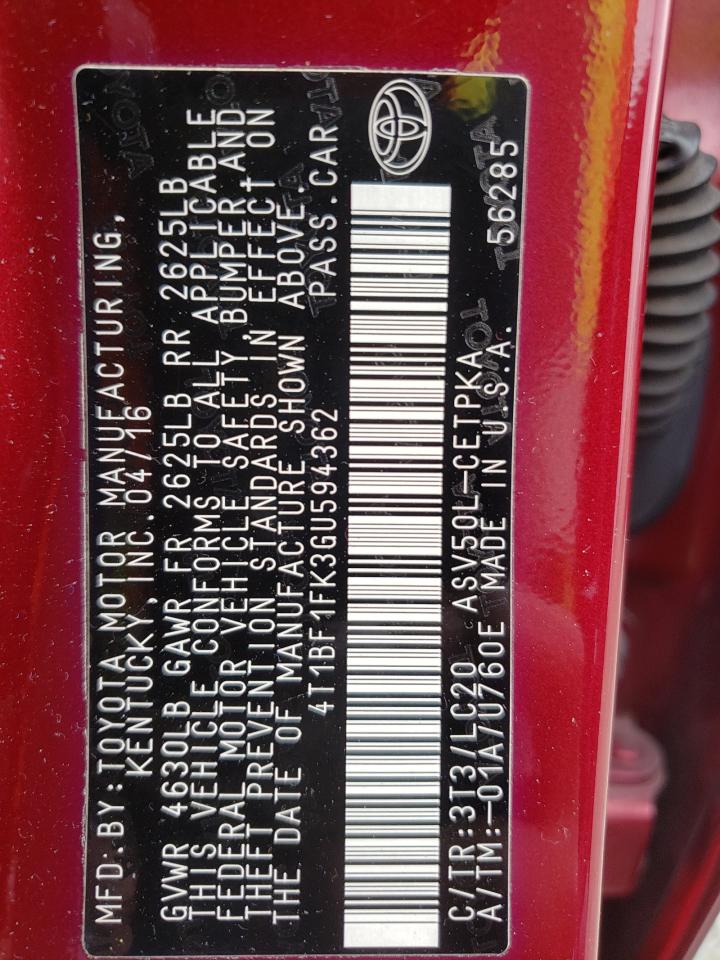 MFD.BY:TOYOTA MOTOR MANUFACTURING,
KENTUCKY, INC. 04/16
GVWR 4630LB GAWR FR 2625LB RR 2625LB
THIS VEHICLE CONFORMS TO ALL APPLICABLE
FEDERAL MOTOR VEHICLE SAFETY, BUMPER AND
THEFT PREVENTION STANDARDS IN EFFECT ON
THE DATE OF MANUFACTURE SHOWN ABOVE.
4T1BF1FK3GU594362 PASS.CAR
C/TR:3T3/LC20 ASV50L-CETPKA 56285
A/TM:-01A/U760E MADE IN U.S.A.